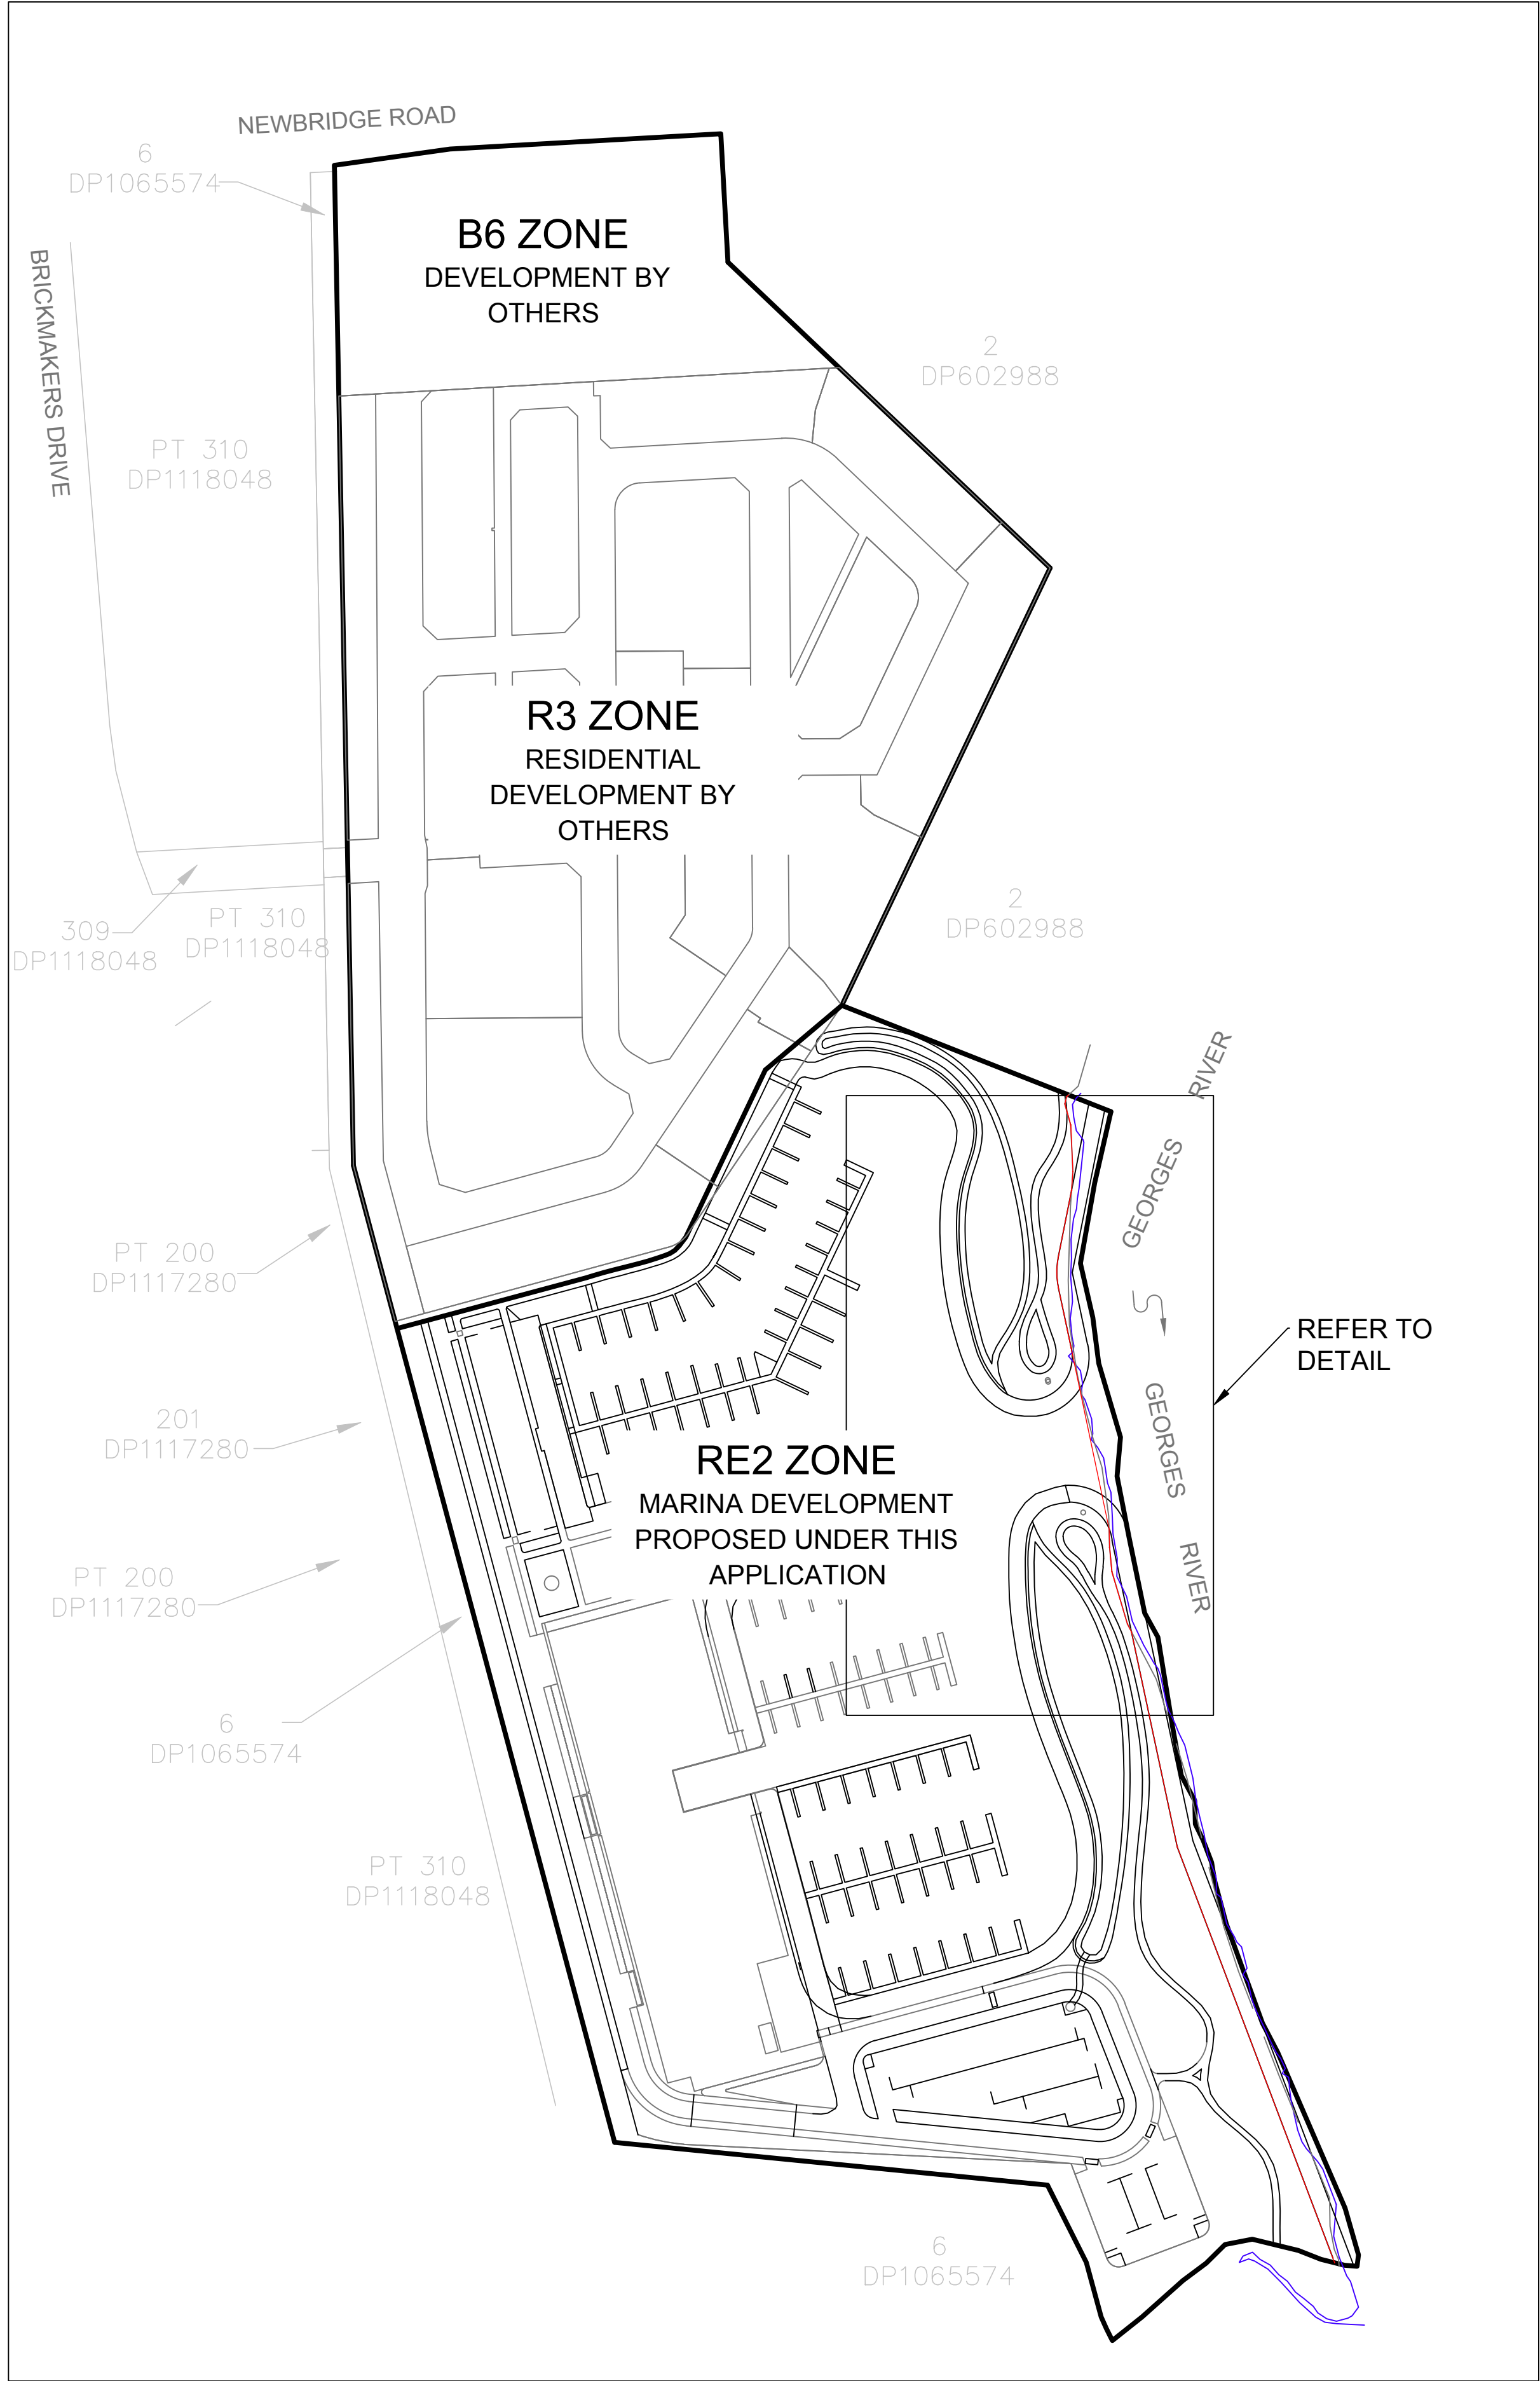 NEWBRIDGE ROAD
6
DP1065574
B6 ZONE
DEVELOPMENT BY
OTHERS
BRICKMAKERS DRIVE
2
DP602988
PT 310
DP1118048
R3 ZONE
RESIDENTIAL
DEVELOPMENT BY
OTHERS
309
DP1118048
PT 310
DP1118048
2
DP602988
GEORGES RIVER
PT 200
DP1117280
REFER TO
DETAIL
201
DP1117280
GEORGES RIVER
RE2 ZONE
MARINA DEVELOPMENT
PROPOSED UNDER THIS
APPLICATION
PT 200
DP1117280
6
DP1065574
PT 310
DP1118048
6
DP1065574